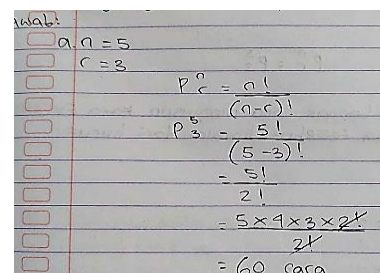 Jawab:
a. n = 5
r = 3
P n r = n! / (n-r)!
P 5 3 = 5! / (5-3)!
= 5! / 2!
= 5 x 4 x 3 x 2! / 2!
= 60 cara